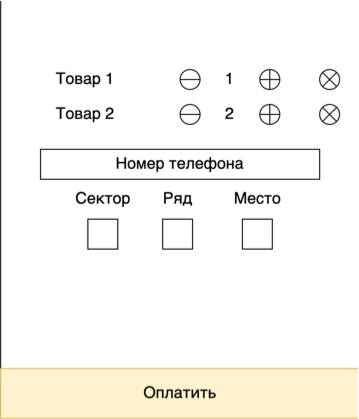 Товар 1 1
Товар 2 2
Номер телефона
Сектор Ряд Место
Оплатить